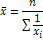 x̄ = n / ∑ 1/xᵢ